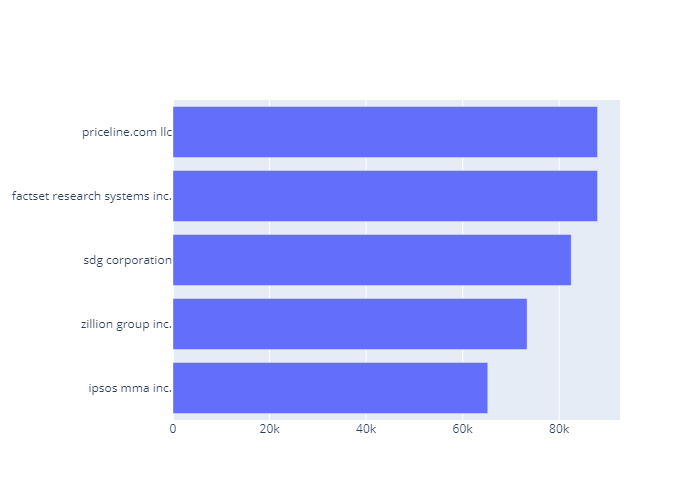 priceline.com llc
factset research systems inc.
sdg corporation
zillion group inc.
ipsos mma inc.
0 20k 40k 60k 80k